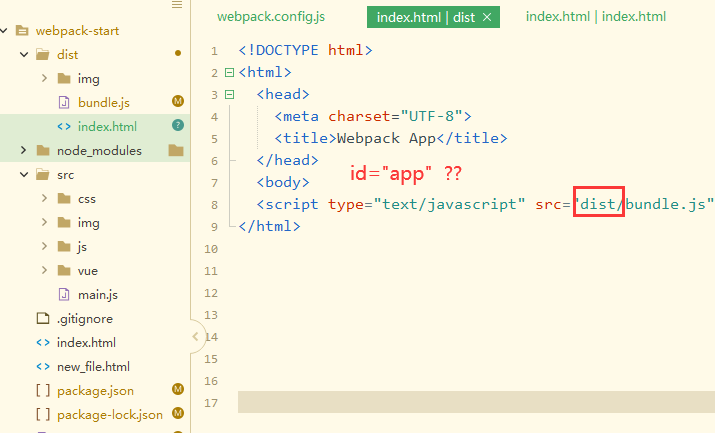 webpack-start
dist
img
bundle.js M
index.html ?
node_modules
src
css
img
js
vue
main.js
.gitignore
index.html
new_file.html
package.json M
package-lock.json M
webpack.config.js
index.html | dist ×
index.html | index.html
1 <!DOCTYPE html>
2 <html>
3 <head>
4 <meta charset="UTF-8">
5 <title>Webpack App</title>
6 </head>
id="app" ??
7 <body>
8 <script type="text/javascript" src="dist/bundle.js"
9 </html>
10
11
12
13
14
15
16
17